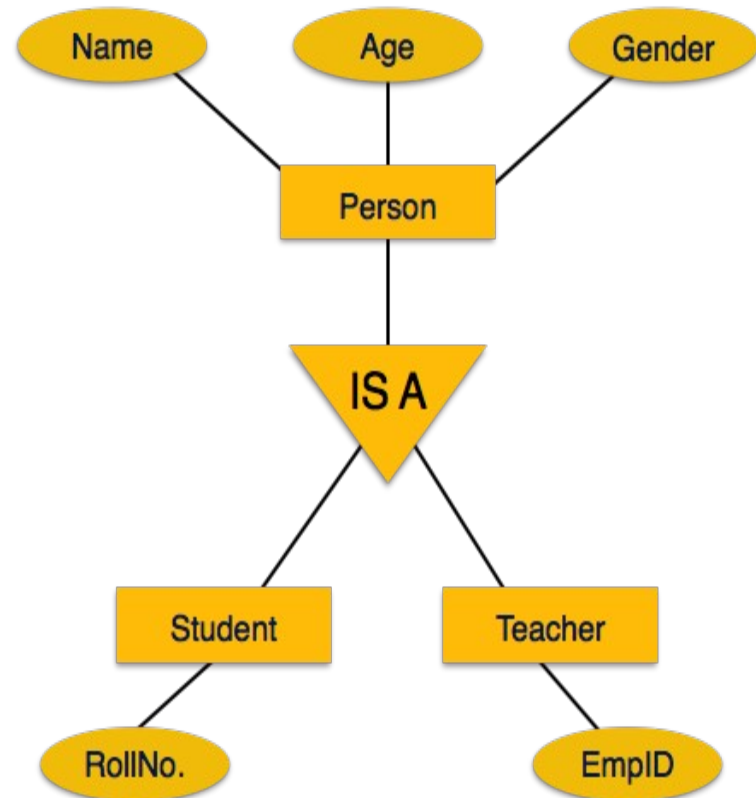 Name
Age
Gender
Person
IS A
Student
Teacher
RollNo.
EmpID